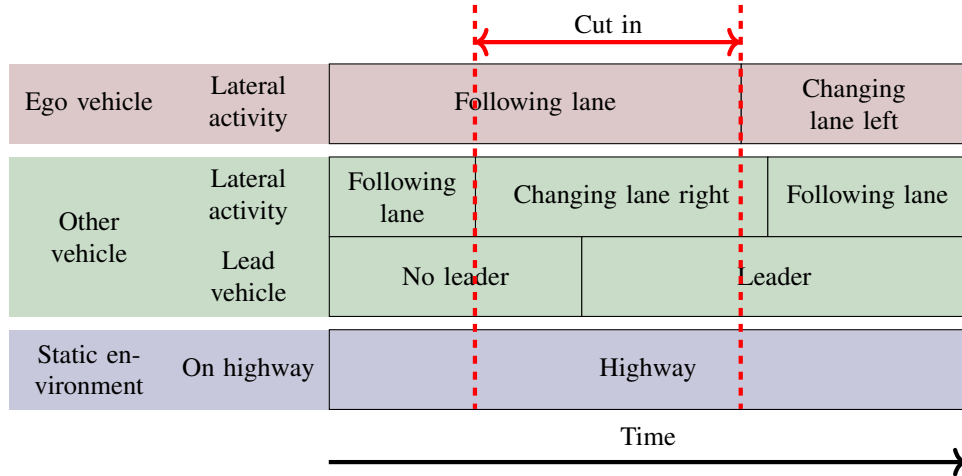 Cut in
Ego vehicle
Lateral
activity
Following lane
Changing
lane left
Other
vehicle
Lateral
activity
Following
lane
Changing lane right
Following lane
Lead
vehicle
No leader
Leader
Static en-
vironment
On highway
Highway
Time